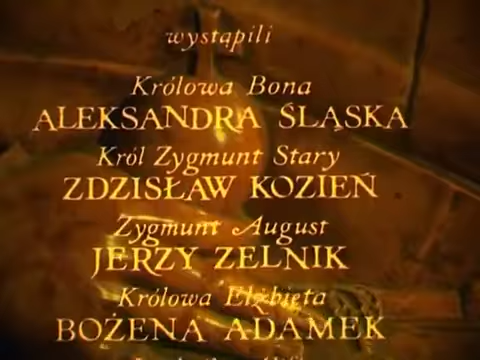 wystąpili
Królowa Bona
ALEKSANDRA ŚLĄSKA
Król Zygmunt Stary
ZDZISŁAW KOZIEŃ
Zygmunt August
JERZY ZELNIK
Królowa Elżbieta
BOŻENA ADAMEK